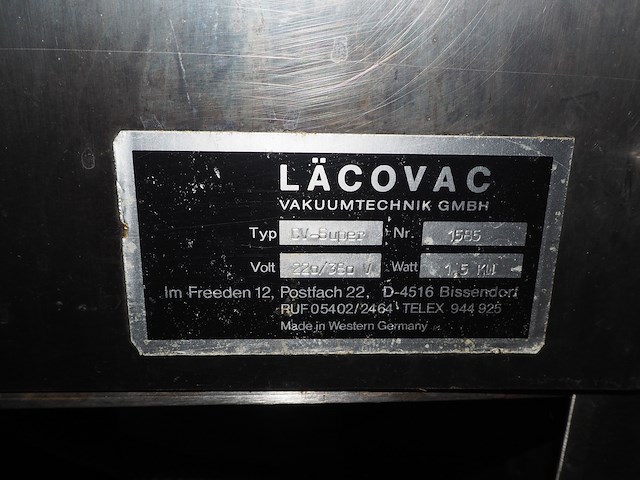 LÄCOVAC
VAKUUMTECHNIK GMBH
Typ CV-Super Nr. 1585
Volt 220/380 V Watt 1,5 KW
Im Freeden 12, Postfach 22, D-4516 Bissendorf
RUF 05402/2464 · TELEX 944 925
Made in Western Germany